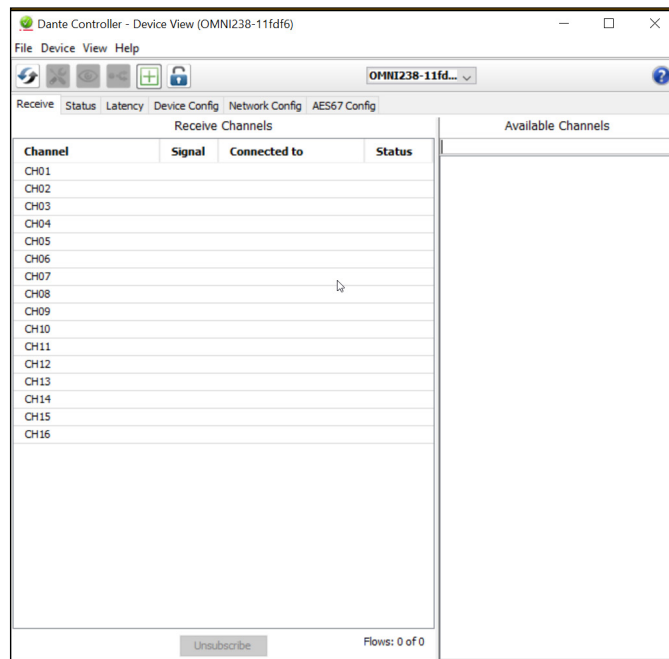 Dante Controller - Device View (OMNI238-11fdf6)
File Device View Help
OMNI238-11fd...
Receive Status Latency Device Config Network Config AES67 Config
Receive Channels
Available Channels
Channel Signal Connected to Status
CH01
CH02
CH03
CH04
CH05
CH06
CH07
CH08
CH09
CH10
CH11
CH12
CH13
CH14
CH15
CH16
Unsubscribe
Flows: 0 of 0